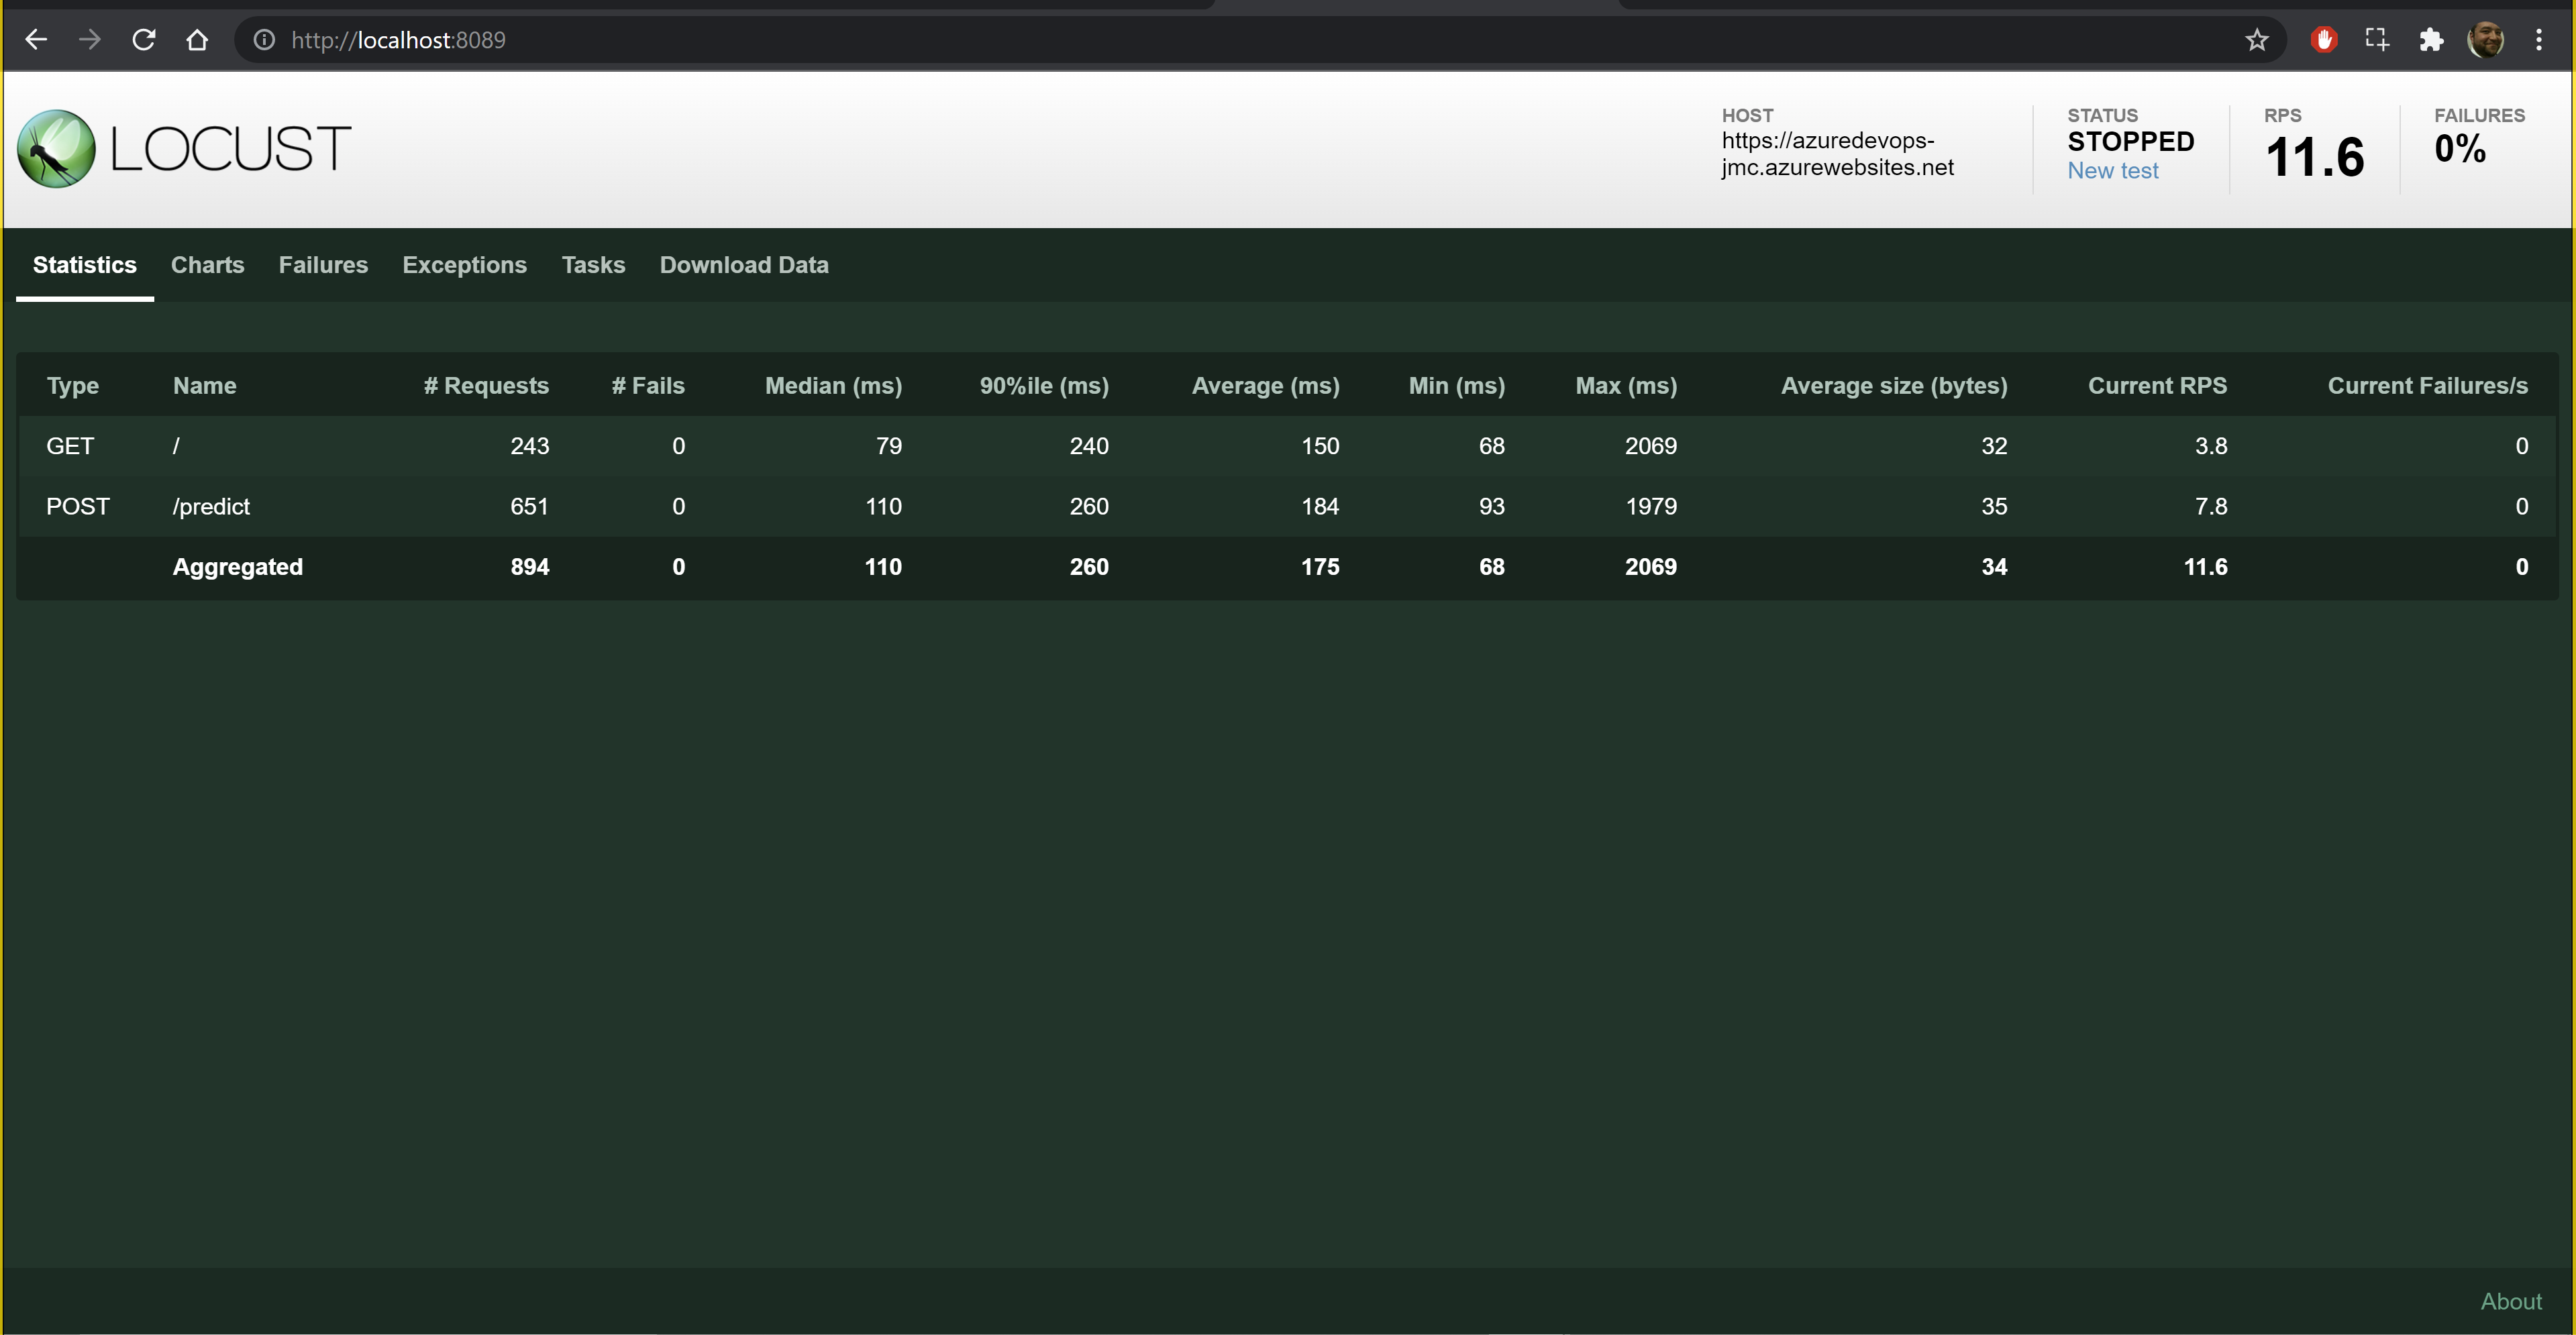 http://localhost:8089
LOCUST
HOST
https://azuredevops-
jmc.azurewebsites.net
STATUS
STOPPED
New test
RPS
11.6
FAILURES
0%
Statistics Charts Failures Exceptions Tasks Download Data
Type Name # Requests # Fails Median (ms) 90%ile (ms) Average (ms) Min (ms) Max (ms) Average size (bytes) Current RPS Current Failures/s
GET / 243 0 79 240 150 68 2069 32 3.8 0
POST /predict 651 0 110 260 184 93 1979 35 7.8 0
Aggregated 894 0 110 260 175 68 2069 34 11.6 0
About